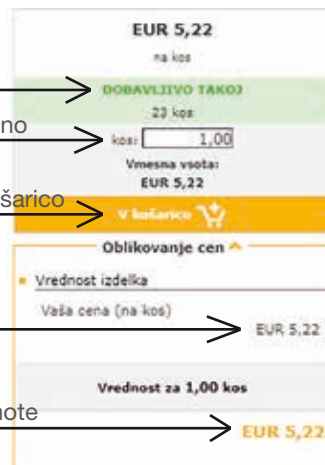 EUR 5,22
na kos
DOBAVLJIVO TAKOJ
23 kos
no
kos: 1,00
Vmesna vsota:
EUR 5,22
šarico
V košarico
Oblikovanje cen
Vrednost izdelka
Vaša cena (na kos)
EUR 5,22
Vrednost za 1,00 kos
note
EUR 5,22